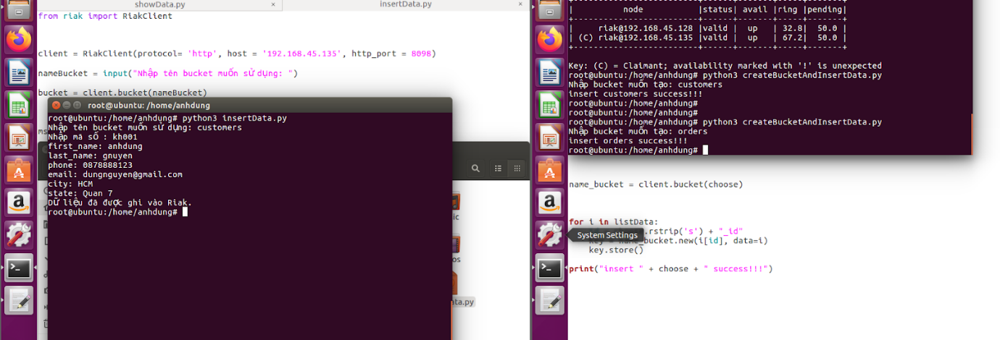 showData.py ×
insertData.py ×
from riak import RiakClient
client = RiakClient(protocol= 'http', host = '192.168.45.135', http_port = 8098)
nameBucket = input("Nhập tên bucket muốn sử dụng: ")
bucket = client.bucket(nameBucket)
root@ubuntu: /home/anhdung
root@ubuntu:/home/anhdung# python3 insertData.py
Nhập tên bucket muốn sử dụng: customers
Nhập mã số : kh001
first_name: anhdung
last_name: gnuyen
phone: 0878888123
email: dungnguyen@gmail.com
city: HCM
state: Quan 7
Dữ liệu đã được ghi vào Riak.
root@ubuntu:/home/anhdung#
ms
ic
os
ata.py
| node |status| avail |ring |pending|
+--------------------------+------+-------+-----+-------+
| riak@192.168.45.128 |valid | up | 32.8| 50.0 |
| (C) riak@192.168.45.135 |valid | up | 67.2| 50.0 |
+--------------------------+------+-------+-----+-------+
Key: (C) = Claimant; availability marked with '!' is unexpected
root@ubuntu:/home/anhdung# python3 createBucketAndInsertData.py
Nhập bucket muốn tạo: customers
insert customers success!!!
root@ubuntu:/home/anhdung#
root@ubuntu:/home/anhdung#
root@ubuntu:/home/anhdung# python3 createBucketAndInsertData.py
Nhập bucket muốn tạo: orders
insert orders success!!!
root@ubuntu:/home/anhdung#
name_bucket = client.bucket(choose)
for i in listData:
.rstrip('s') + "_id"
System Settings
_bucket.new(i[id], data=i)
key.store()
print("insert " + choose + " success!!!")